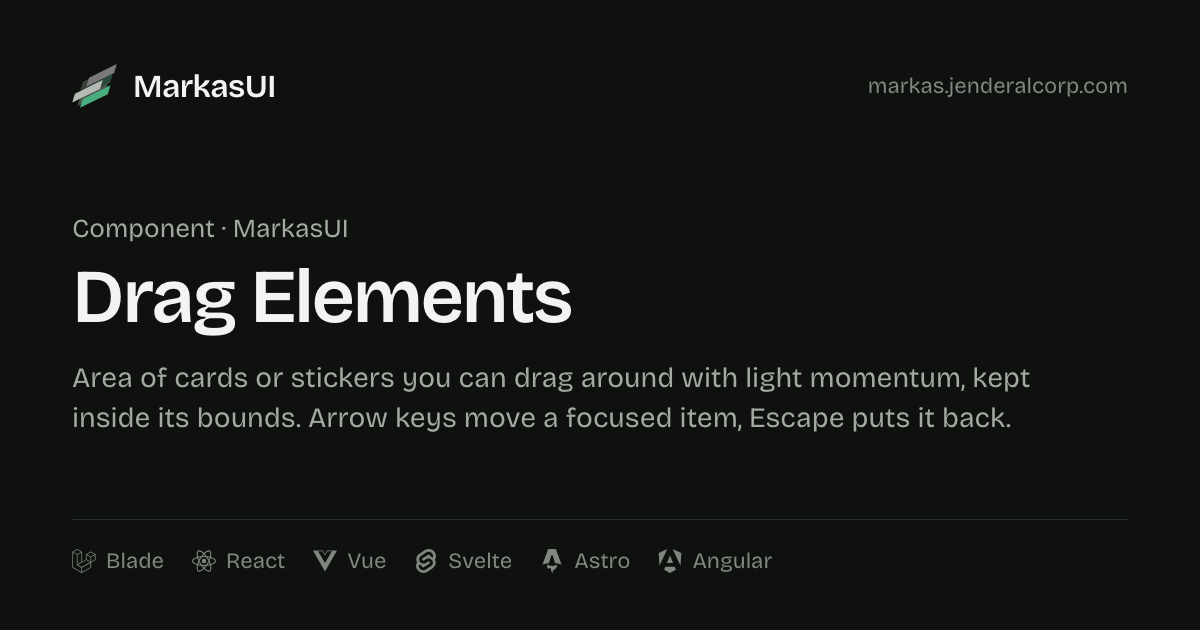 MarkasUI
markas.jenderalcorp.com
Component · MarkasUI
Drag Elements
Area of cards or stickers you can drag around with light momentum, kept
inside its bounds. Arrow keys move a focused item, Escape puts it back.
Blade React Vue Svelte Astro Angular